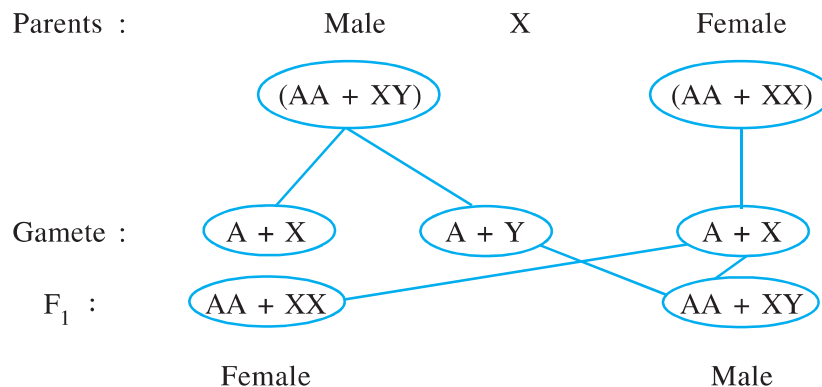 Parents : Male X Female
(AA + XY) (AA + XX)
Gamete : A + X A + Y A + X
F1 : AA + XX AA + XY
Female Male